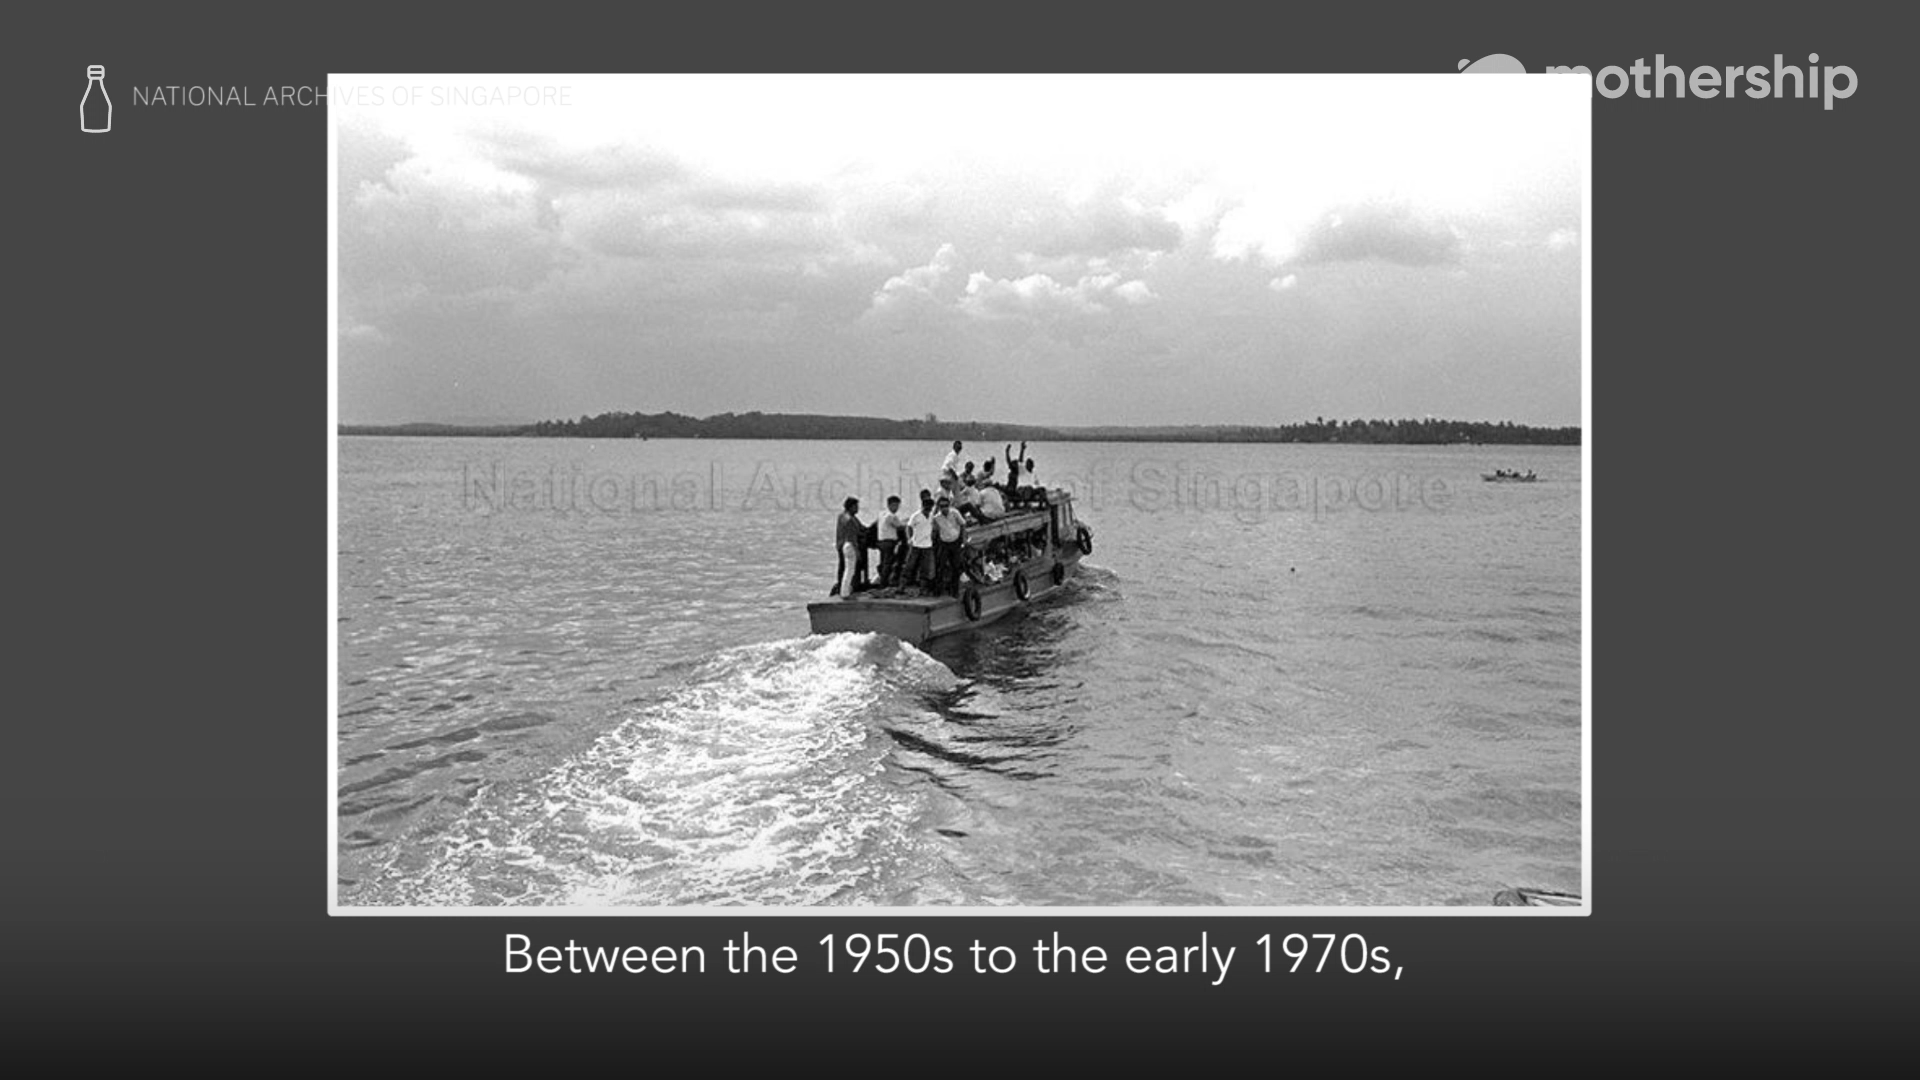 NATIONAL ARCHIVES OF SINGAPORE
mothership
National Archives of Singapore
Between the 1950s to the early 1970s,